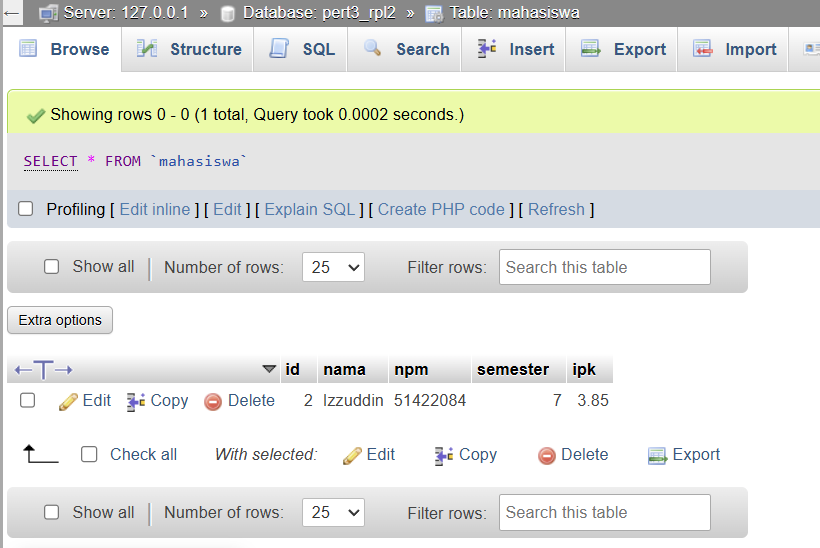 Server: 127.0.0.1 » Database: pert3_rpl2 » Table: mahasiswa
Browse Structure SQL Search Insert Export Import
Showing rows 0 - 0 (1 total, Query took 0.0002 seconds.)
SELECT * FROM `mahasiswa`
Profiling [ Edit inline ] [ Edit ] [ Explain SQL ] [ Create PHP code ] [ Refresh ]
Show all Number of rows: 25 Filter rows: Search this table
Extra options
id nama npm semester ipk
Edit Copy Delete 2 Izzuddin 51422084 7 3.85
Check all With selected: Edit Copy Delete Export
Show all Number of rows: 25 Filter rows: Search this table